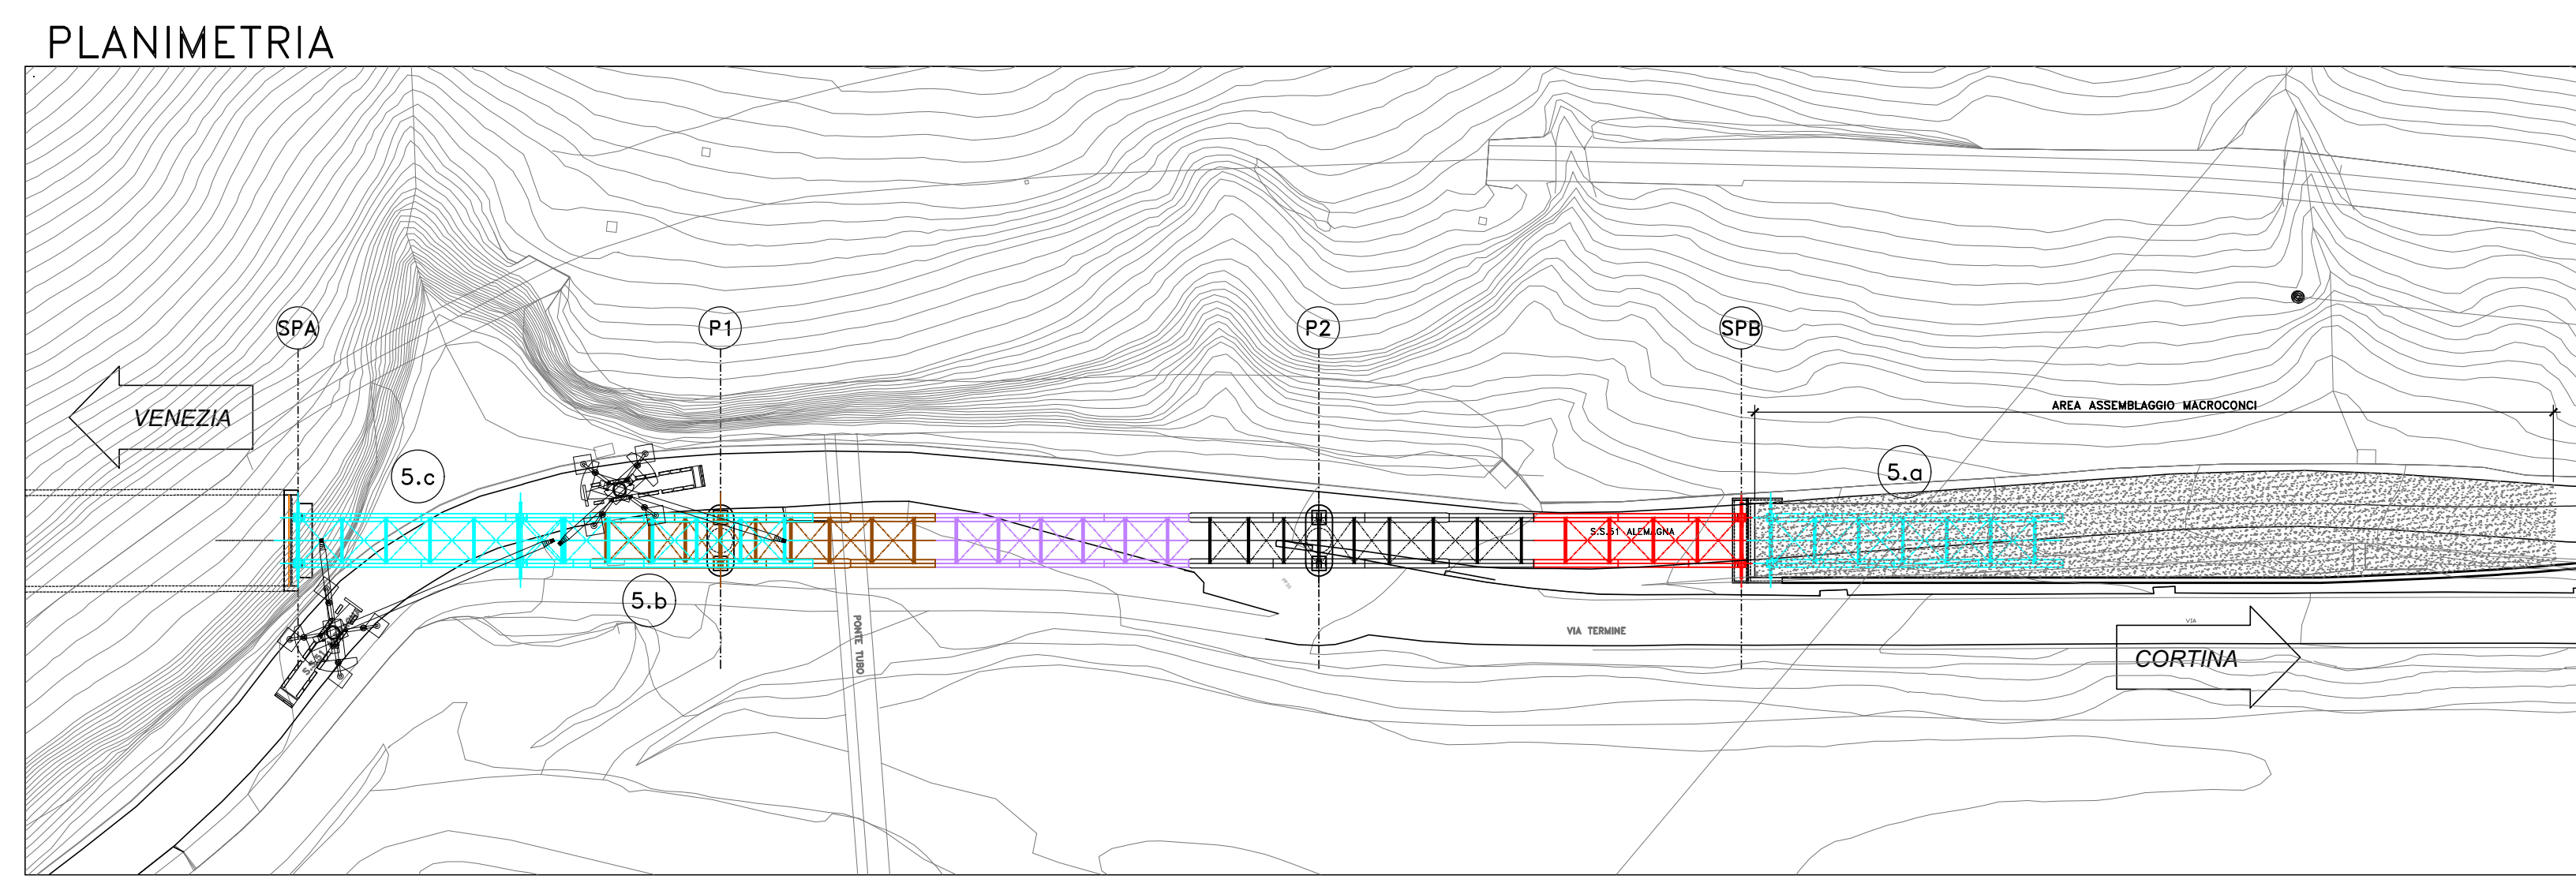 PLANIMETRIA
SPA
P1
P2
SPB
VENEZIA
AREA ASSEMBLAGGIO MACROCONCI
5.c
5.a
S.S.51 ALEMAGNA
5.b
PONTE TUBO
VIA TERMINE
VIA
CORTINA